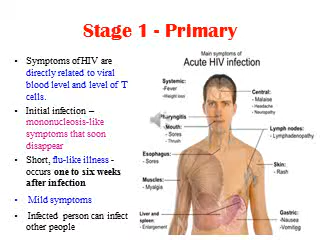 Stage 1 - Primary
• Symptoms of HIV are
directly related to viral
blood level and level of T
cells.
• Initial infection –
mononucleosis-like
symptoms that soon
disappear
• Short, flu-like illness -
occurs one to six weeks
after infection
• Mild symptoms
• Infected person can infect
other people
Main symptoms of
Acute HIV infection
Systemic:
-Fever
-Weight loss
Pharyngitis
Mouth:
- Sores
- Thrush
Esophagus:
- Sores
Muscles:
- Myalgia
Liver and
spleen:
- Enlargement
Central:
- Malaise
- Headache
- Neuropathy
Lymph nodes:
- Lymphadenopathy
Skin:
- Rash
Gastric:
- Nausea
- Vomiting